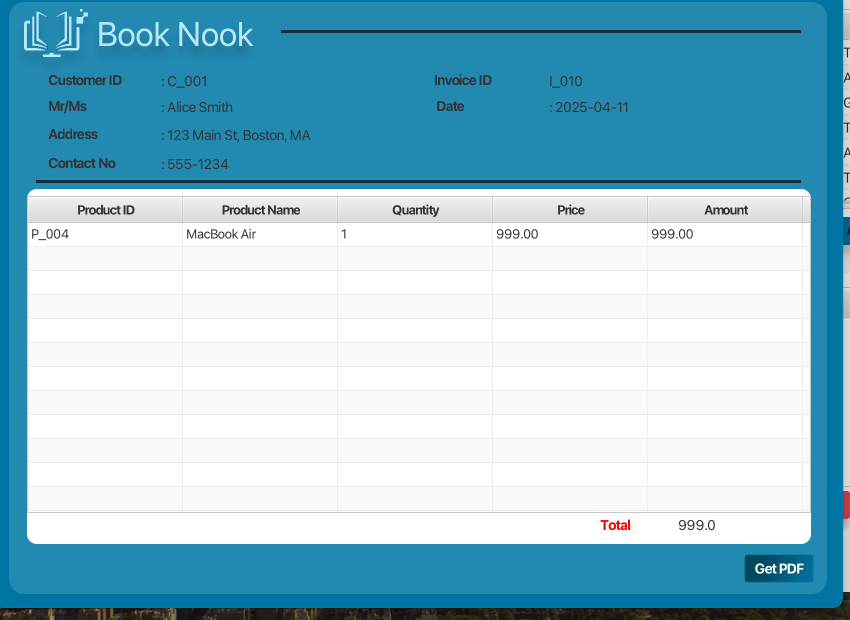 Book Nook
Customer ID : C_001 Invoice ID I_010
Mr/Ms : Alice Smith Date : 2025-04-11
Address : 123 Main St, Boston, MA
Contact No : 555-1234
Product ID Product Name Quantity Price Amount
P_004 MacBook Air 1 999.00 999.00
Total 999.0
Get PDF